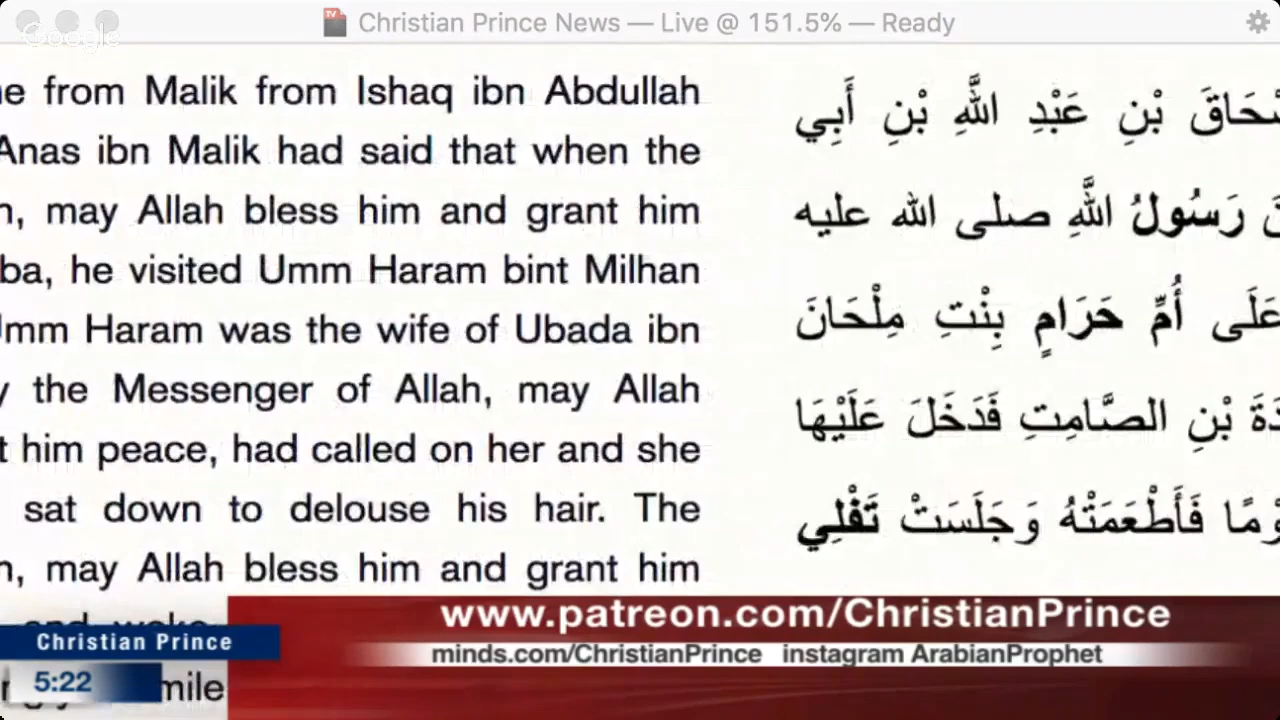 Christian Prince News — Live @ 151.5% — Ready
Google
e from Malik from Ishaq ibn Abdullah
Anas ibn Malik had said that when the
, may Allah bless him and grant him
ba, he visited Umm Haram bint Milhan
Umm Haram was the wife of Ubada ibn
y the Messenger of Allah, may Allah
t him peace, had called on her and she
sat down to delouse his hair. The
, may Allah bless him and grant him
mile
سْحَاقَ بْنِ عَبْدِ اللَّهِ بْنِ أَبِي
رَسُولُ اللَّهِ صلى الله عليه
عَلَى أُمِّ حَرَامٍ بِنْتِ مِلْحَانَ
دَةَ بْنِ الصَّامِتِ فَدَخَلَ عَلَيْهَا
وْمًا فَأَطْعَمَتْهُ وَجَلَسَتْ تَفْلِي
www.patreon.com/ChristianPrince
Christian Prince
minds.com/ChristianPrince instagram ArabianProphet
5:22